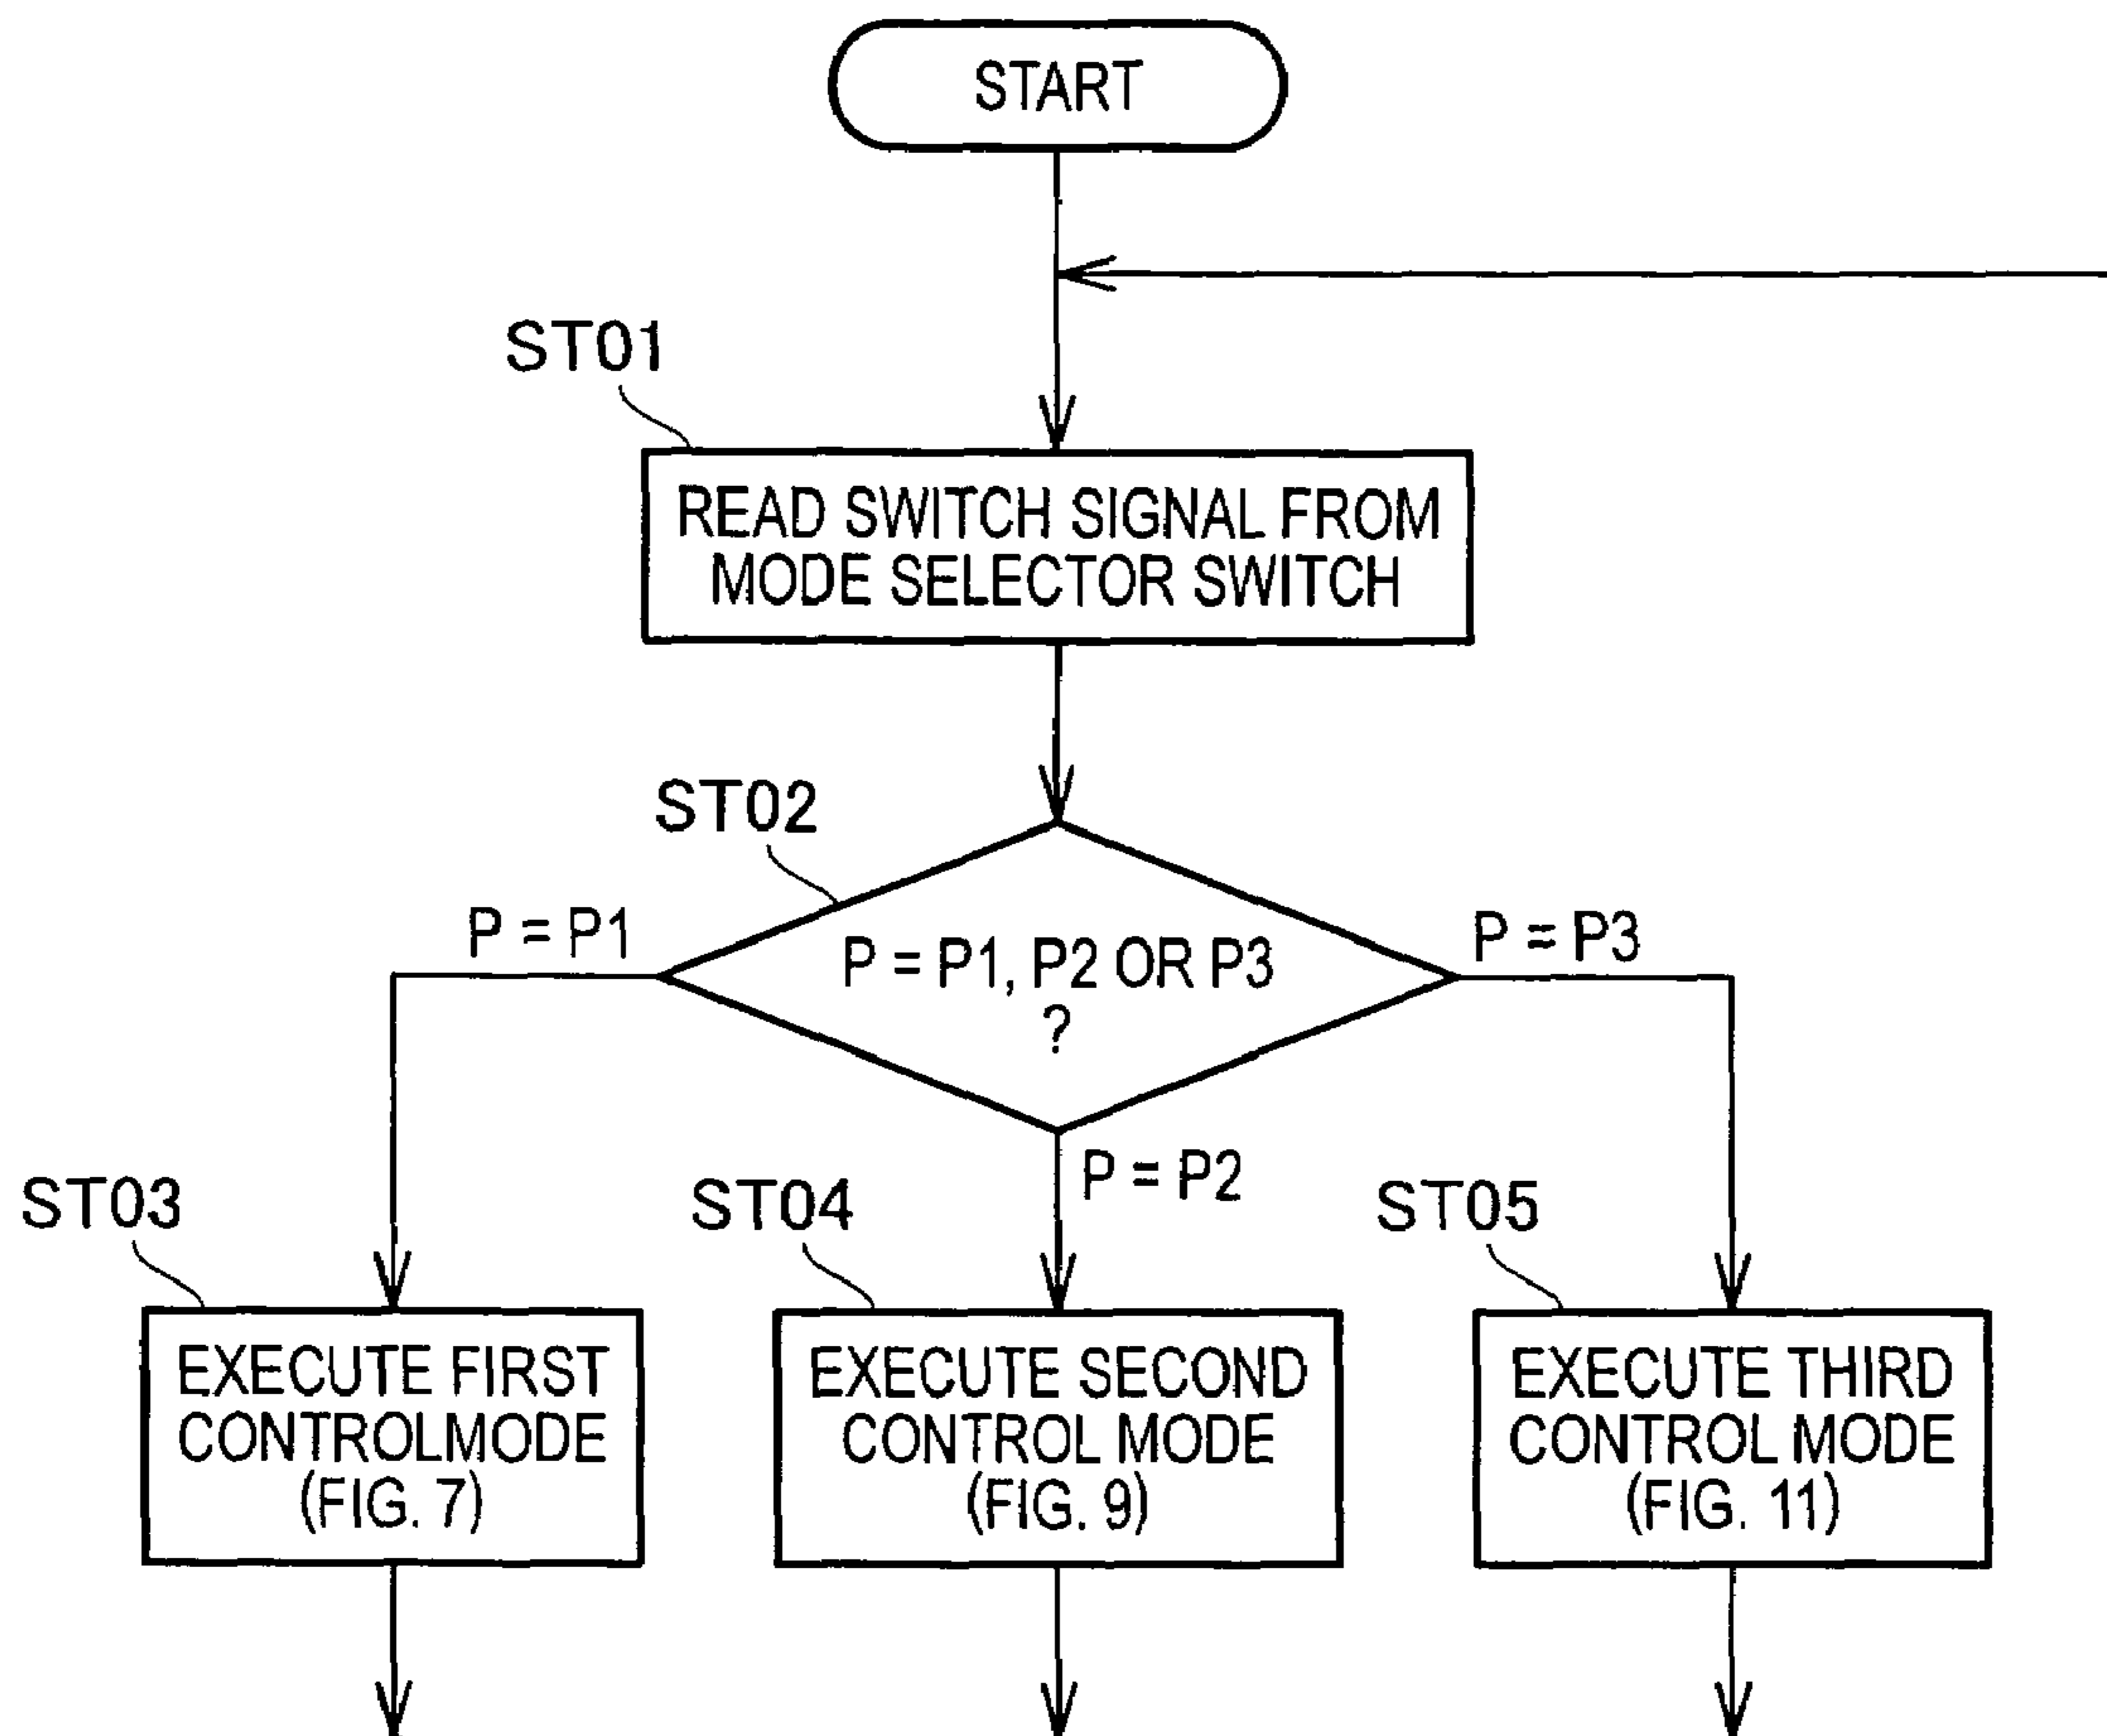 START
ST01
READ SWITCH SIGNAL FROM
MODE SELECTOR SWITCH
ST02
P = P1
P = P1, P2 OR P3
?
P = P3
P = P2
ST03
EXECUTE FIRST
CONTROLMODE
(FIG. 7)
ST04
EXECUTE SECOND
CONTROL MODE
(FIG. 9)
ST05
EXECUTE THIRD
CONTROL MODE
(FIG. 11)